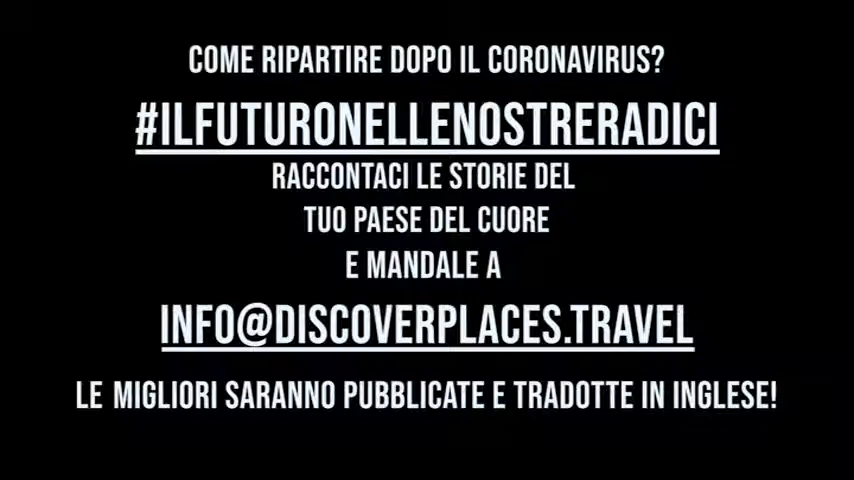 COME RIPARTIRE DOPO IL CORONAVIRUS?
#ILFUTURONELLENOSTRERADICI
RACCONTACI LE STORIE DEL
TUO PAESE DEL CUORE
E MANDALE A
INFO@DISCOVERPLACES.TRAVEL
LE MIGLIORI SARANNO PUBBLICATE E TRADOTTE IN INGLESE!